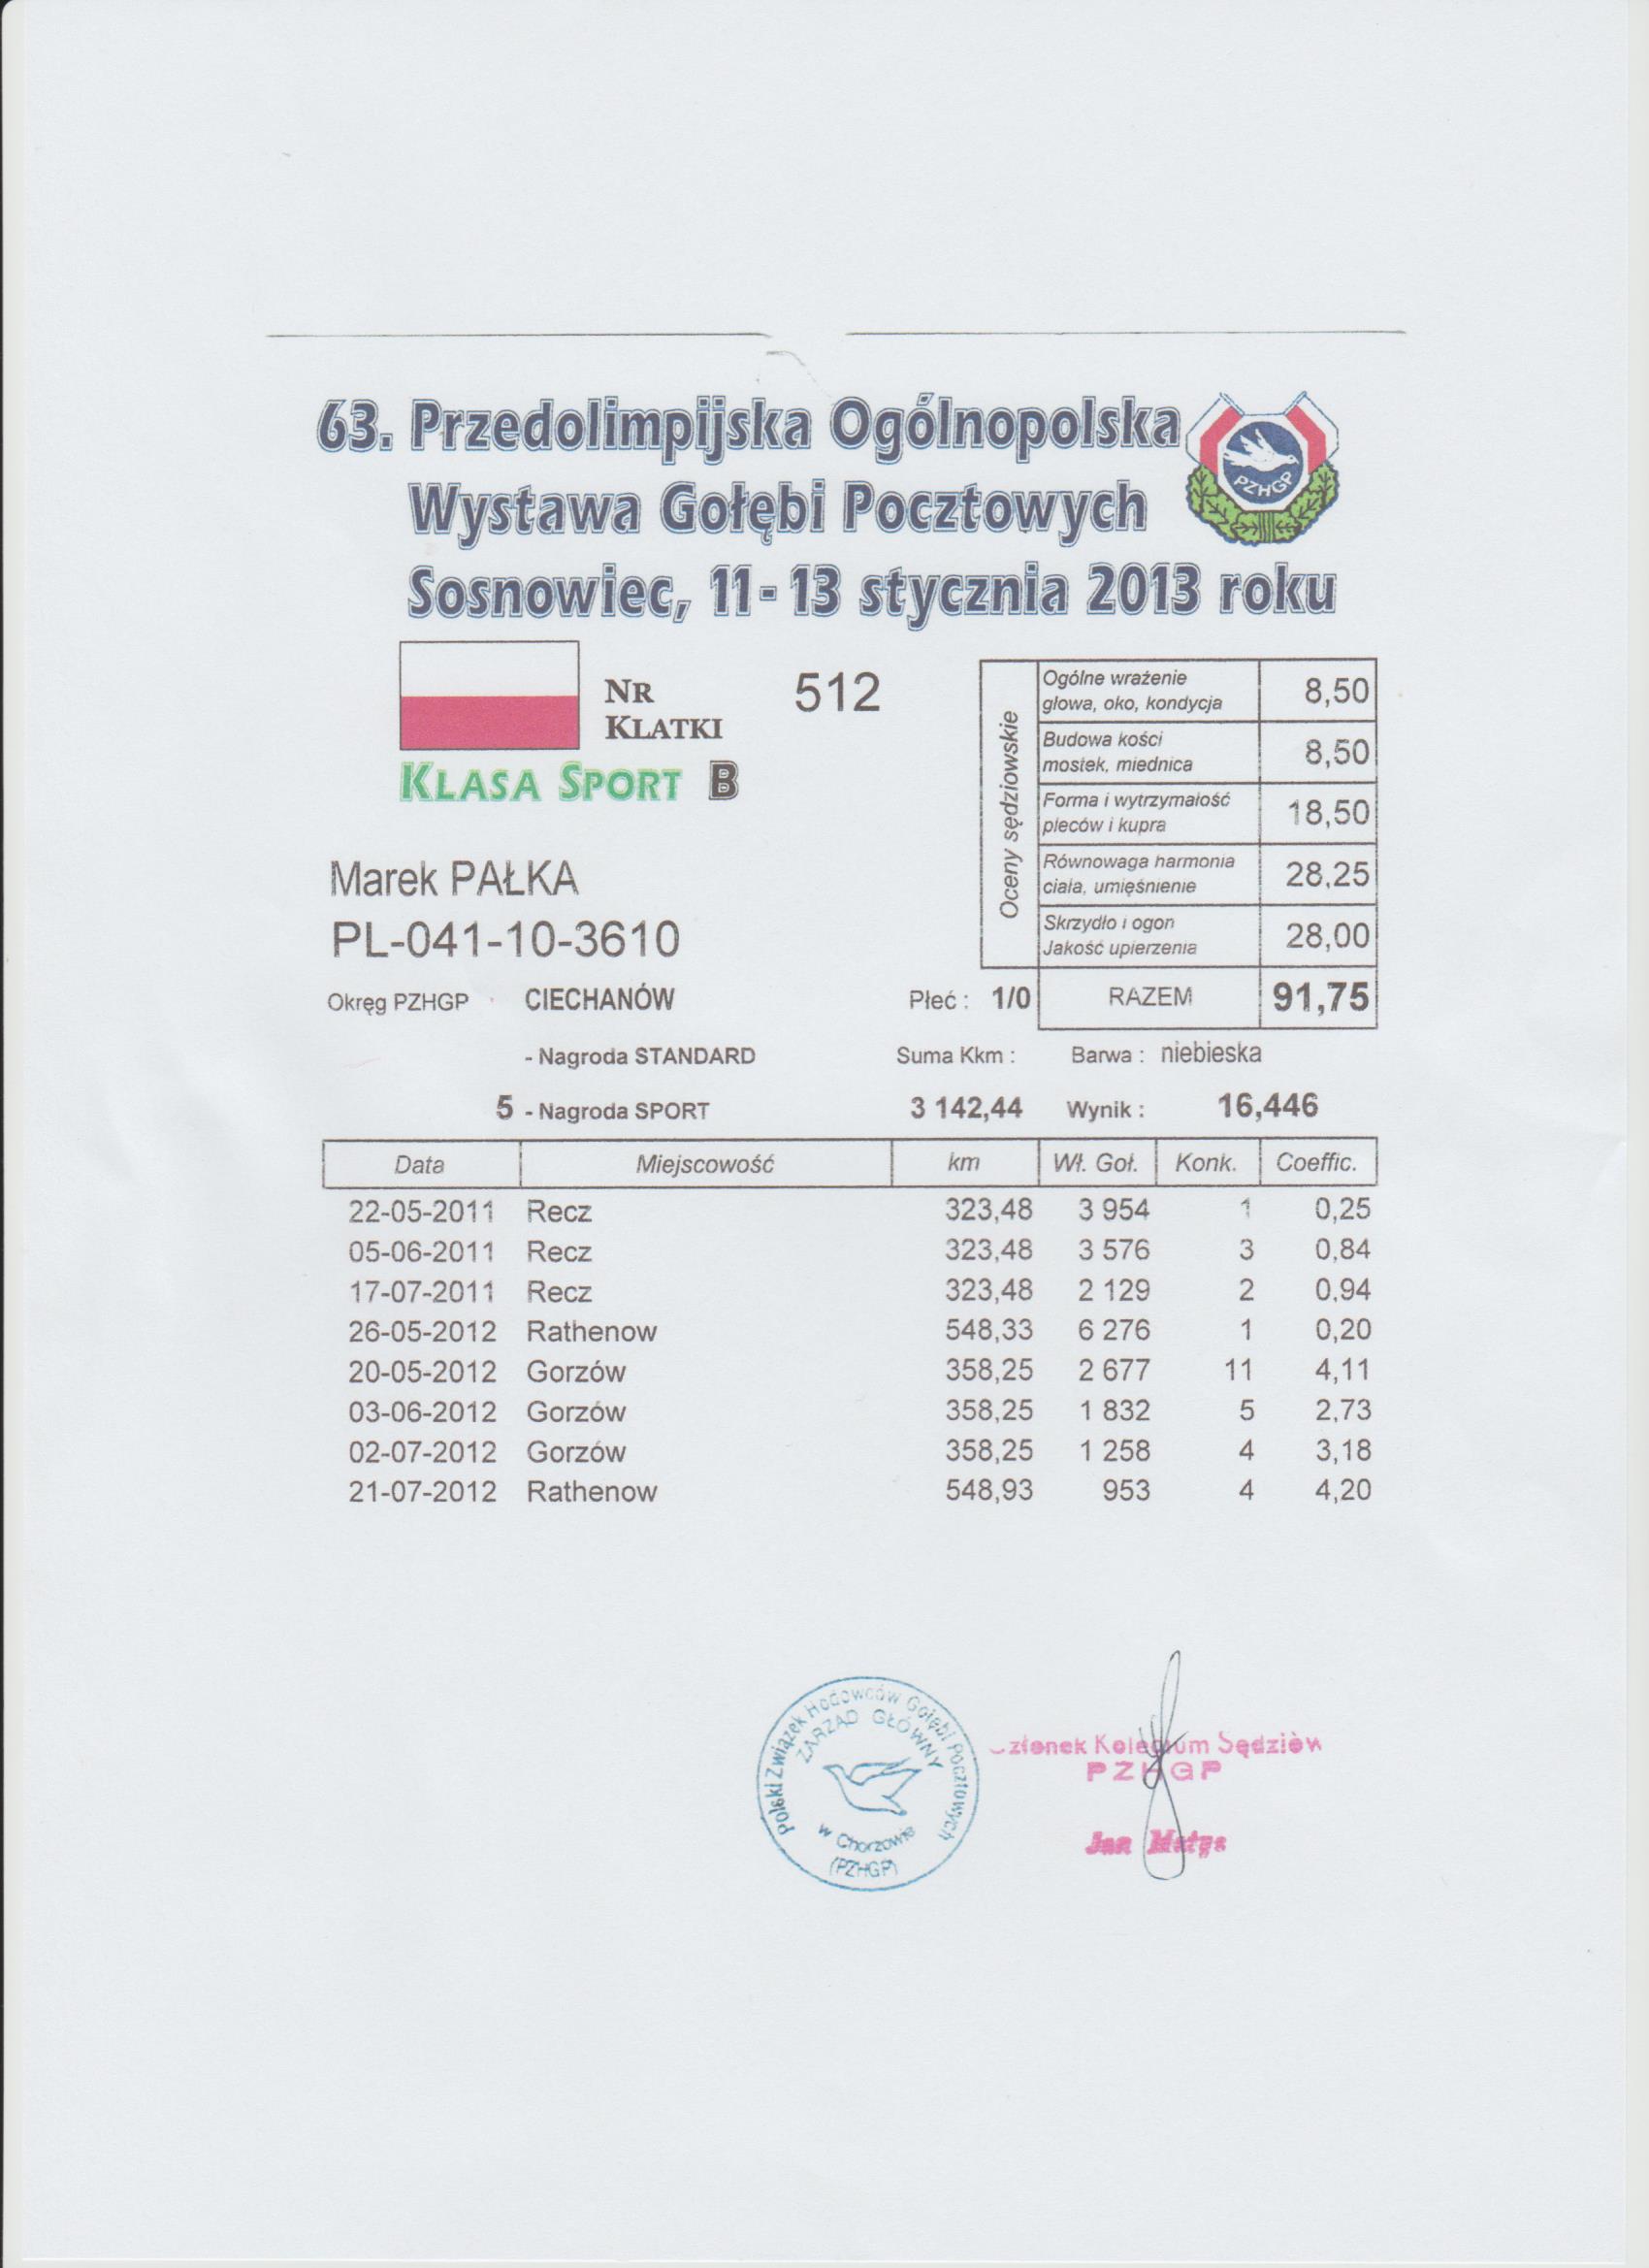 63. Przedolimpijska Ogólnopolska
Wystawa Gołębi Pocztowych
Sosnowiec, 11-13 stycznia 2013 roku
PZHGP
NR KLATKI 512
KLASA SPORT B
Marek PAŁKA
PL-041-10-3610
Oceny sędziowskie
Ogólne wrażenie głowa, oko, kondycja 8,50
Budowa kości mostek, miednica 8,50
Forma i wytrzymałość pleców i kupra 18,50
Równowaga harmonia ciała, umięśnienie 28,25
Skrzydło i ogon Jakość upierzenia 28,00
Okręg PZHGP CIECHANÓW Płeć : 1/0 RAZEM 91,75
- Nagroda STANDARD Suma Kkm : Barwa : niebieska
5 - Nagroda SPORT 3 142,44 Wynik : 16,446
Data Miejscowość km Wł. Goł. Konk. Coeffic.
22-05-2011 Recz 323,48 3 954 1 0,25
05-06-2011 Recz 323,48 3 576 3 0,84
17-07-2011 Recz 323,48 2 129 2 0,94
26-05-2012 Rathenow 548,33 6 276 1 0,20
20-05-2012 Gorzów 358,25 2 677 11 4,11
03-06-2012 Gorzów 358,25 1 832 5 2,73
02-07-2012 Gorzów 358,25 1 258 4 3,18
21-07-2012 Rathenow 548,93 953 4 4,20
Polski Związek Hodowców Gołębi Pocztowych
ZARZĄD GŁÓWNY
w Chorzowie
(PZHGP)
Członek Kolegium Sędziów
PZHGP
Jan